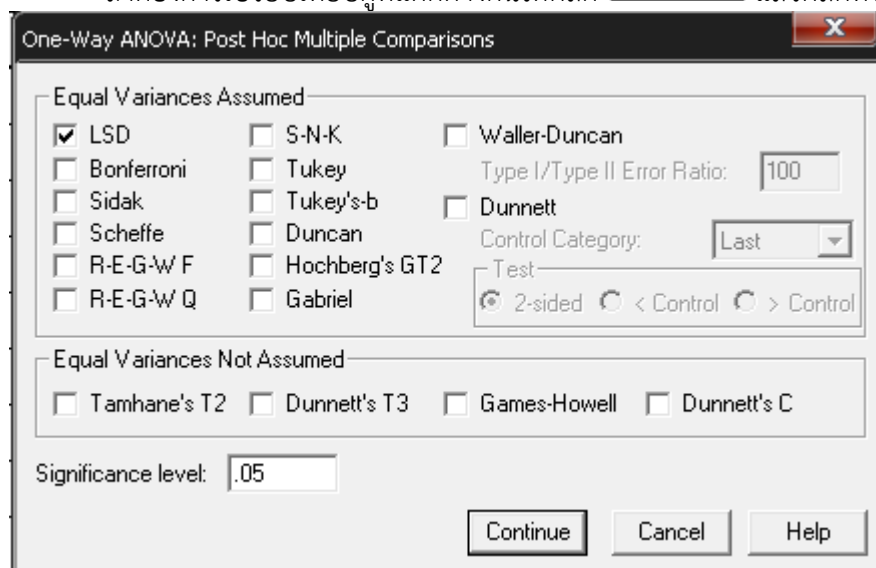 One-Way ANOVA: Post Hoc Multiple Comparisons
Equal Variances Assumed
LSD S-N-K Waller-Duncan
Bonferroni Tukey Type I/Type II Error Ratio: 100
Sidak Tukey's-b Dunnett
Scheffe Duncan Control Category: Last
R-E-G-W F Hochberg's GT2 Test
R-E-G-W Q Gabriel 2-sided < Control > Control
Equal Variances Not Assumed
Tamhane's T2 Dunnett's T3 Games-Howell Dunnett's C
Significance level: .05
Continue Cancel Help